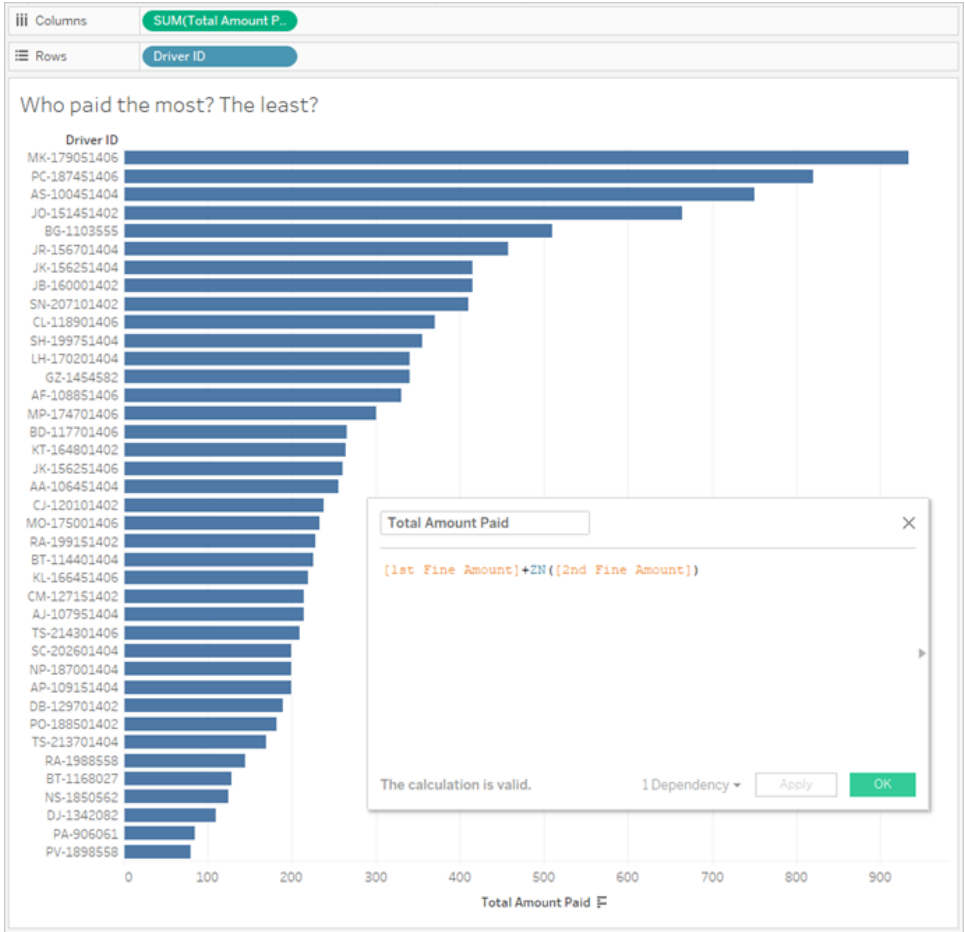 Columns SUM(Total Amount P..
Rows Driver ID
Who paid the most? The least?
Driver ID
MK-179051406
PC-187451406
AS-100451404
JO-151451402
BG-1103555
JR-156701404
JK-156251404
JB-160001402
SN-207101402
CL-118901406
SH-199751404
LH-170201404
GZ-1454582
AF-108851406
MP-174701406
BD-117701406
KT-164801402
JK-156251406
AA-106451404
CJ-120101402
MO-175001406
RA-199151402
BT-114401404
KL-166451406
CM-127151402
AJ-107951404
TS-214301406
SC-202601404
NP-187001404
AP-109151404
DB-129701402
PO-188501402
TS-213701404
RA-1988558
BT-1168027
NS-1850562
DJ-1342082
PA-906061
PV-1898558
0 100 200 300 400 500 600 700 800 900
Total Amount Paid
Total Amount Paid
[1st Fine Amount]+ZN([2nd Fine Amount])
The calculation is valid. 1 Dependency Apply OK